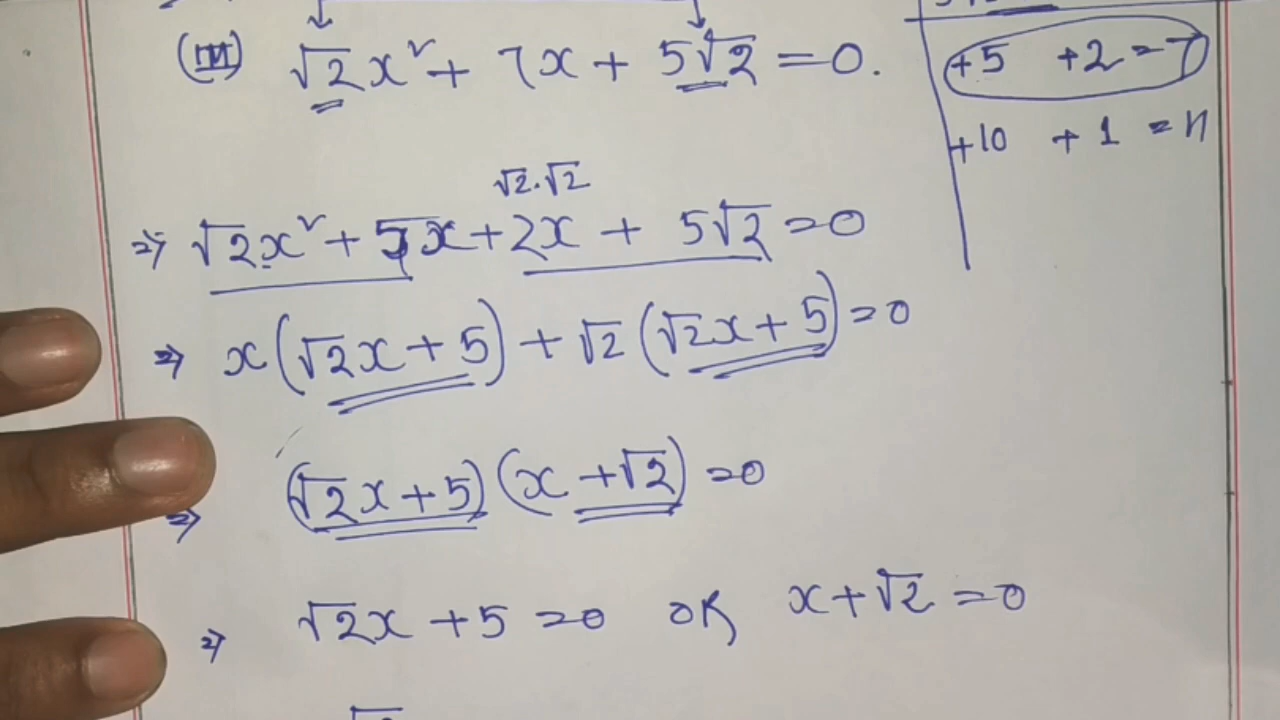 (III) √2x² + 7x + 5√2 = 0.
+5 +2 = 7
+10 + 1 = 11
√2·√2
⇒ √2x² + 5x + 2x + 5√2 = 0
⇒ x(√2x + 5) + √2(√2x + 5) = 0
⇒ (√2x + 5)(x + √2) = 0
⇒ √2x + 5 = 0 OR x + √2 = 0